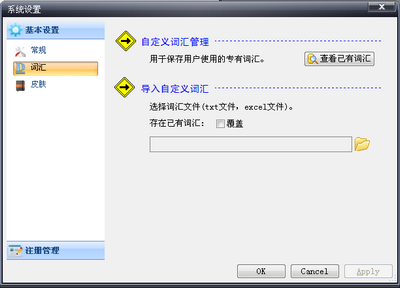 系统设置
基本设置
常规
词汇
皮肤
注册管理
自定义词汇管理
用于保存用户使用的专有词汇。
查看已有词汇
导入自定义词汇
选择词汇文件(txt文件，excel文件)。
存在已有词汇：
覆盖
OK
Cancel
Apply